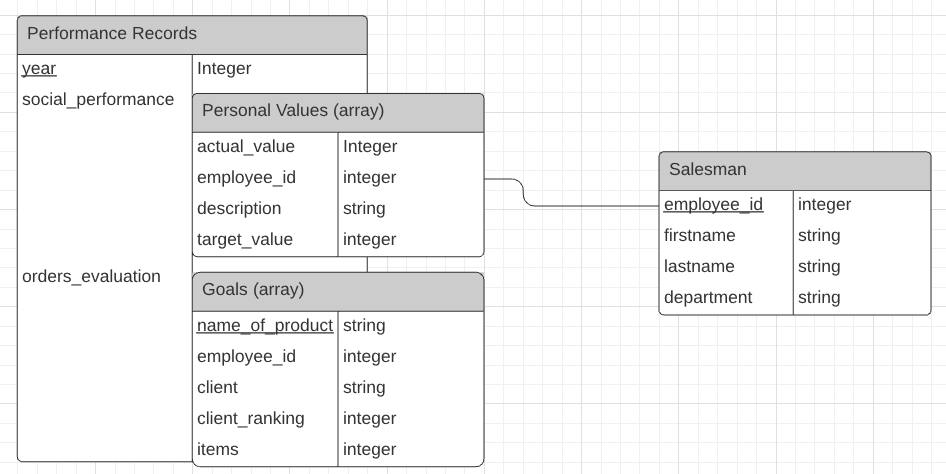 Performance Records
year Integer
social_performance
Personal Values (array)
actual_value Integer
employee_id integer
description string
target_value integer
orders_evaluation
Goals (array)
name_of_product string
employee_id integer
client string
client_ranking integer
items integer
Salesman
employee_id integer
firstname string
lastname string
department string